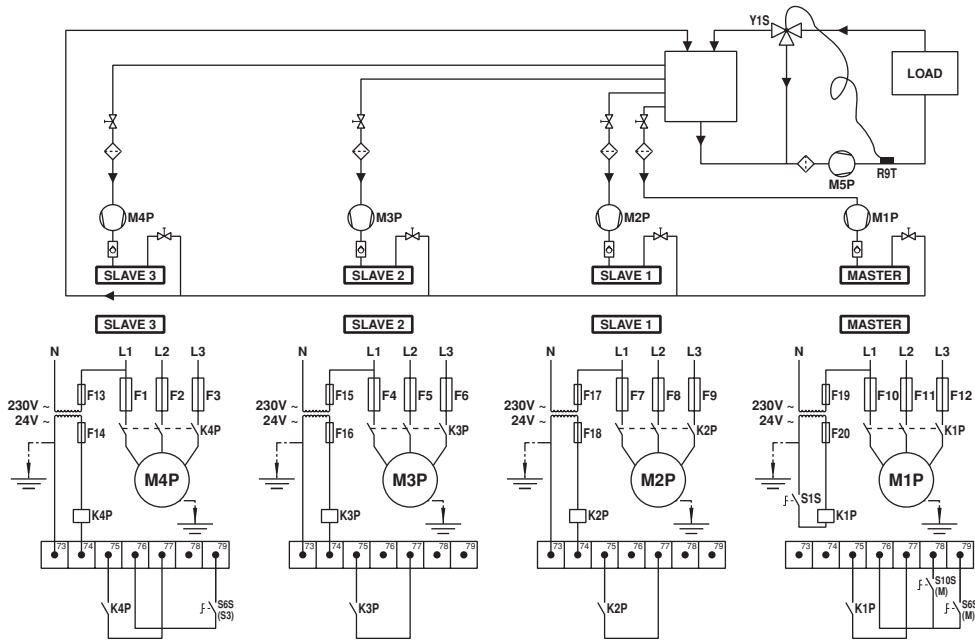 Y1S
LOAD
M5P
R9T
M4P
M3P
M2P
M1P
SLAVE 3
SLAVE 2
SLAVE 1
MASTER
SLAVE 3
SLAVE 2
SLAVE 1
MASTER
N L1 L2 L3
F13 F1 F2 F3
230V ~
24V ~
F14
K4P
M4P
K4P
73 74 75 76 77 78 79
K4P
S6S
(S3)
N L1 L2 L3
F15 F4 F5 F6
230V ~
24V ~
F16
K3P
M3P
K3P
73 74 75 76 77 78 79
K3P
N L1 L2 L3
F17 F7 F8 F9
230V ~
24V ~
F18
K2P
M2P
K2P
73 74 75 76 77 78 79
K2P
N L1 L2 L3
F19 F10 F11 F12
230V ~
24V ~
F20
K1P
M1P
S1S
K1P
73 74 75 76 77 78 79
K1P
S10S
(M)
S6S
(M)